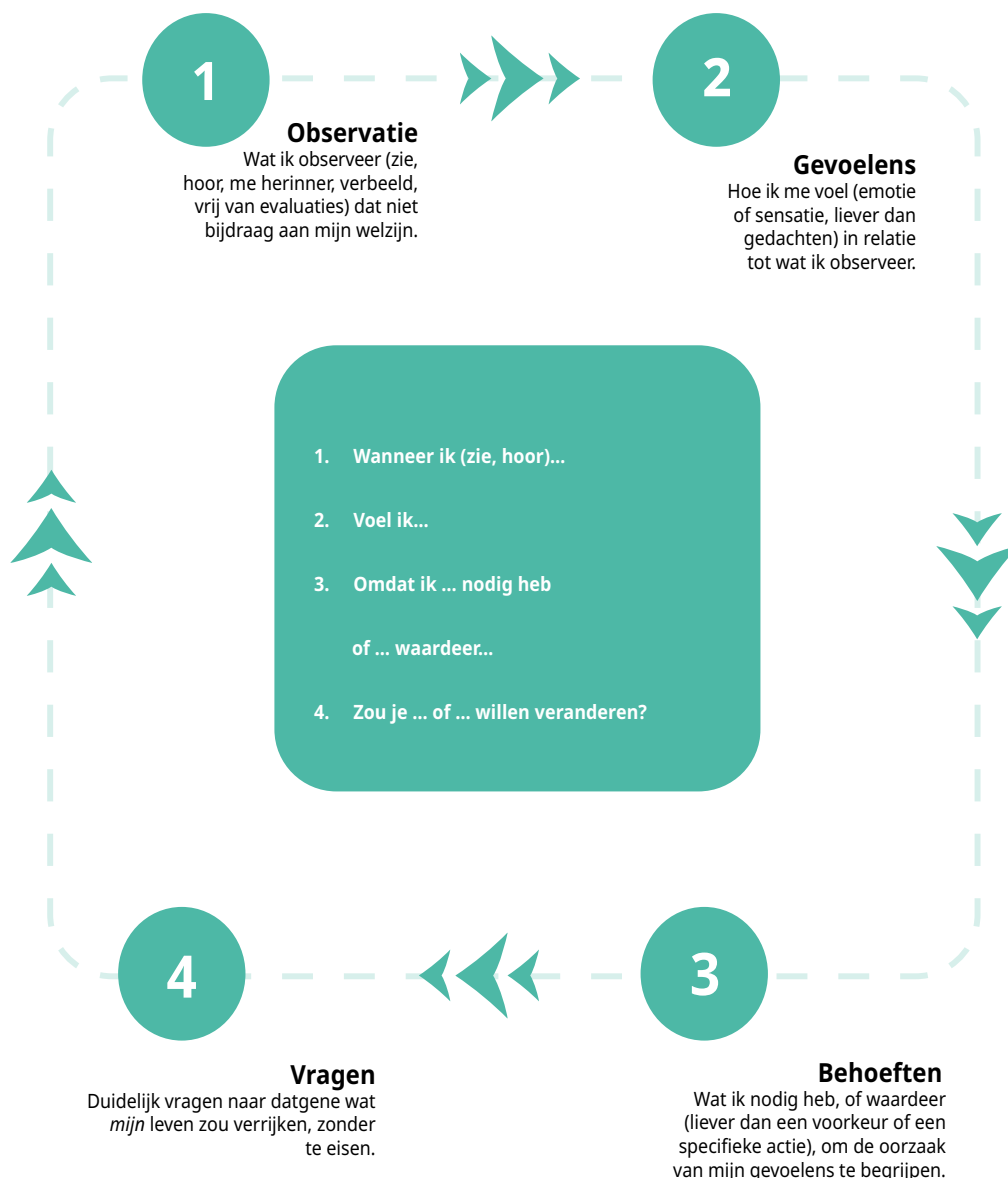 1
Observatie
Wat ik observeer (zie,
hoor, me herinner, verbeeld,
vrij van evaluaties) dat niet
bijdraag aan mijn welzijn.
2
Gevoelens
Hoe ik me voel (emotie
of sensatie, liever dan
gedachten) in relatie
tot wat ik observeer.
1. Wanneer ik (zie, hoor)...
2. Voel ik...
3. Omdat ik ... nodig heb
of ... waardeer...
4. Zou je ... of ... willen veranderen?
3
Behoeften
Wat ik nodig heb, of waardeer
(liever dan een voorkeur of een
specifieke actie), om de oorzaak
van mijn gevoelens te begrijpen.
4
Vragen
Duidelijk vragen naar datgene wat
mijn leven zou verrijken, zonder
te eisen.